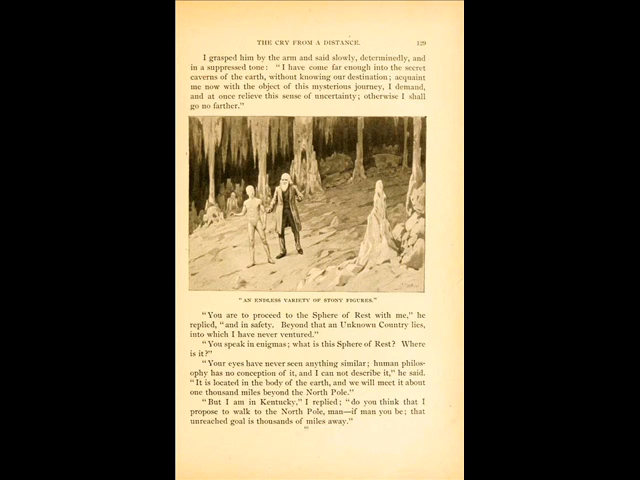 THE CRY FROM A DISTANCE. 129
I grasped him by the arm and said slowly, determinedly, and
in a suppressed tone: "I have come far enough into the secret
caverns of the earth, without knowing our destination; acquaint
me now with the object of this mysterious journey, I demand,
and at once relieve this sense of uncertainty; otherwise I shall
go no farther."
"AN ENDLESS VARIETY OF STONY FIGURES."
"You are to proceed to the Sphere of Rest with me," he
replied, "and in safety. Beyond that an Unknown Country lies,
into which I have never ventured."
"You speak in enigmas; what is this Sphere of Rest? Where
is it?"
"Your eyes have never seen anything similar; human philos-
ophy has no conception of it, and I can not describe it," he said.
"It is located in the body of the earth, and we will meet it about
one thousand miles beyond the North Pole."
"But I am in Kentucky," I replied; "do you think that I
propose to walk to the North Pole, man—if man you be; that
unreached goal is thousands of miles away."